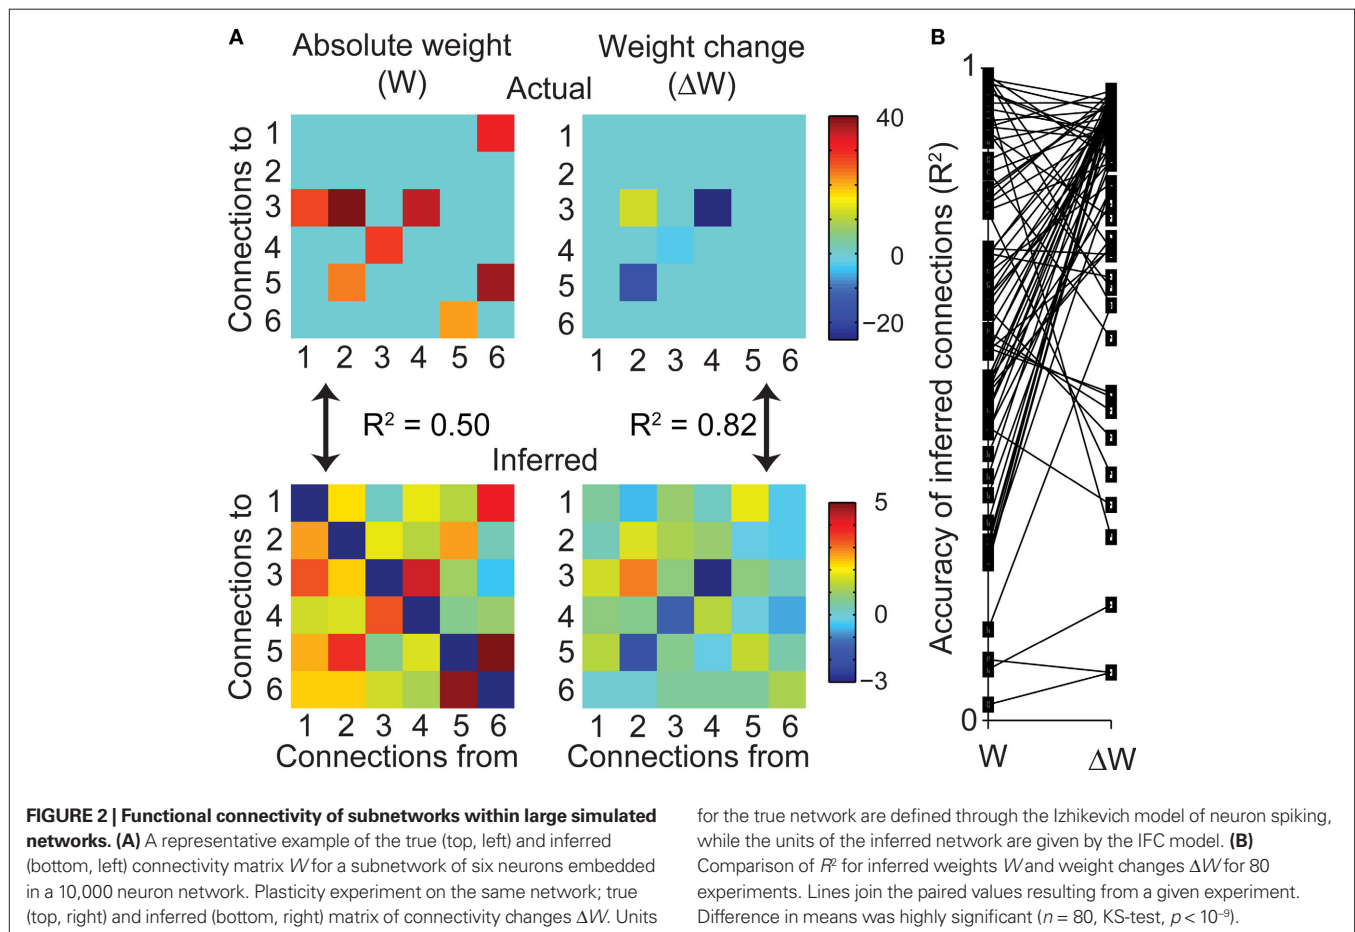 A
B
Absolute weight
(W)
Weight change
(ΔW)
Actual
Connections to
1
2
3
4
5
6
1 2 3 4 5 6
1
2
3
4
5
6
1 2 3 4 5 6
40
0
−20
R² = 0.50
R² = 0.82
Inferred
Connections to
1
2
3
4
5
6
1 2 3 4 5 6
Connections from
1
2
3
4
5
6
1 2 3 4 5 6
Connections from
5
0
−3
Accuracy of inferred connections (R²)
1
0
W
ΔW
FIGURE 2 | Functional connectivity of subnetworks within large simulated
networks. (A) A representative example of the true (top, left) and inferred
(bottom, left) connectivity matrix W for a subnetwork of six neurons embedded
in a 10,000 neuron network. Plasticity experiment on the same network; true
(top, right) and inferred (bottom, right) matrix of connectivity changes ΔW. Units
for the true network are defined through the Izhikevich model of neuron spiking,
while the units of the inferred network are given by the IFC model. (B)
Comparison of R² for inferred weights W and weight changes ΔW for 80
experiments. Lines join the paired values resulting from a given experiment.
Difference in means was highly significant (n = 80, KS-test, p < 10⁻⁹).